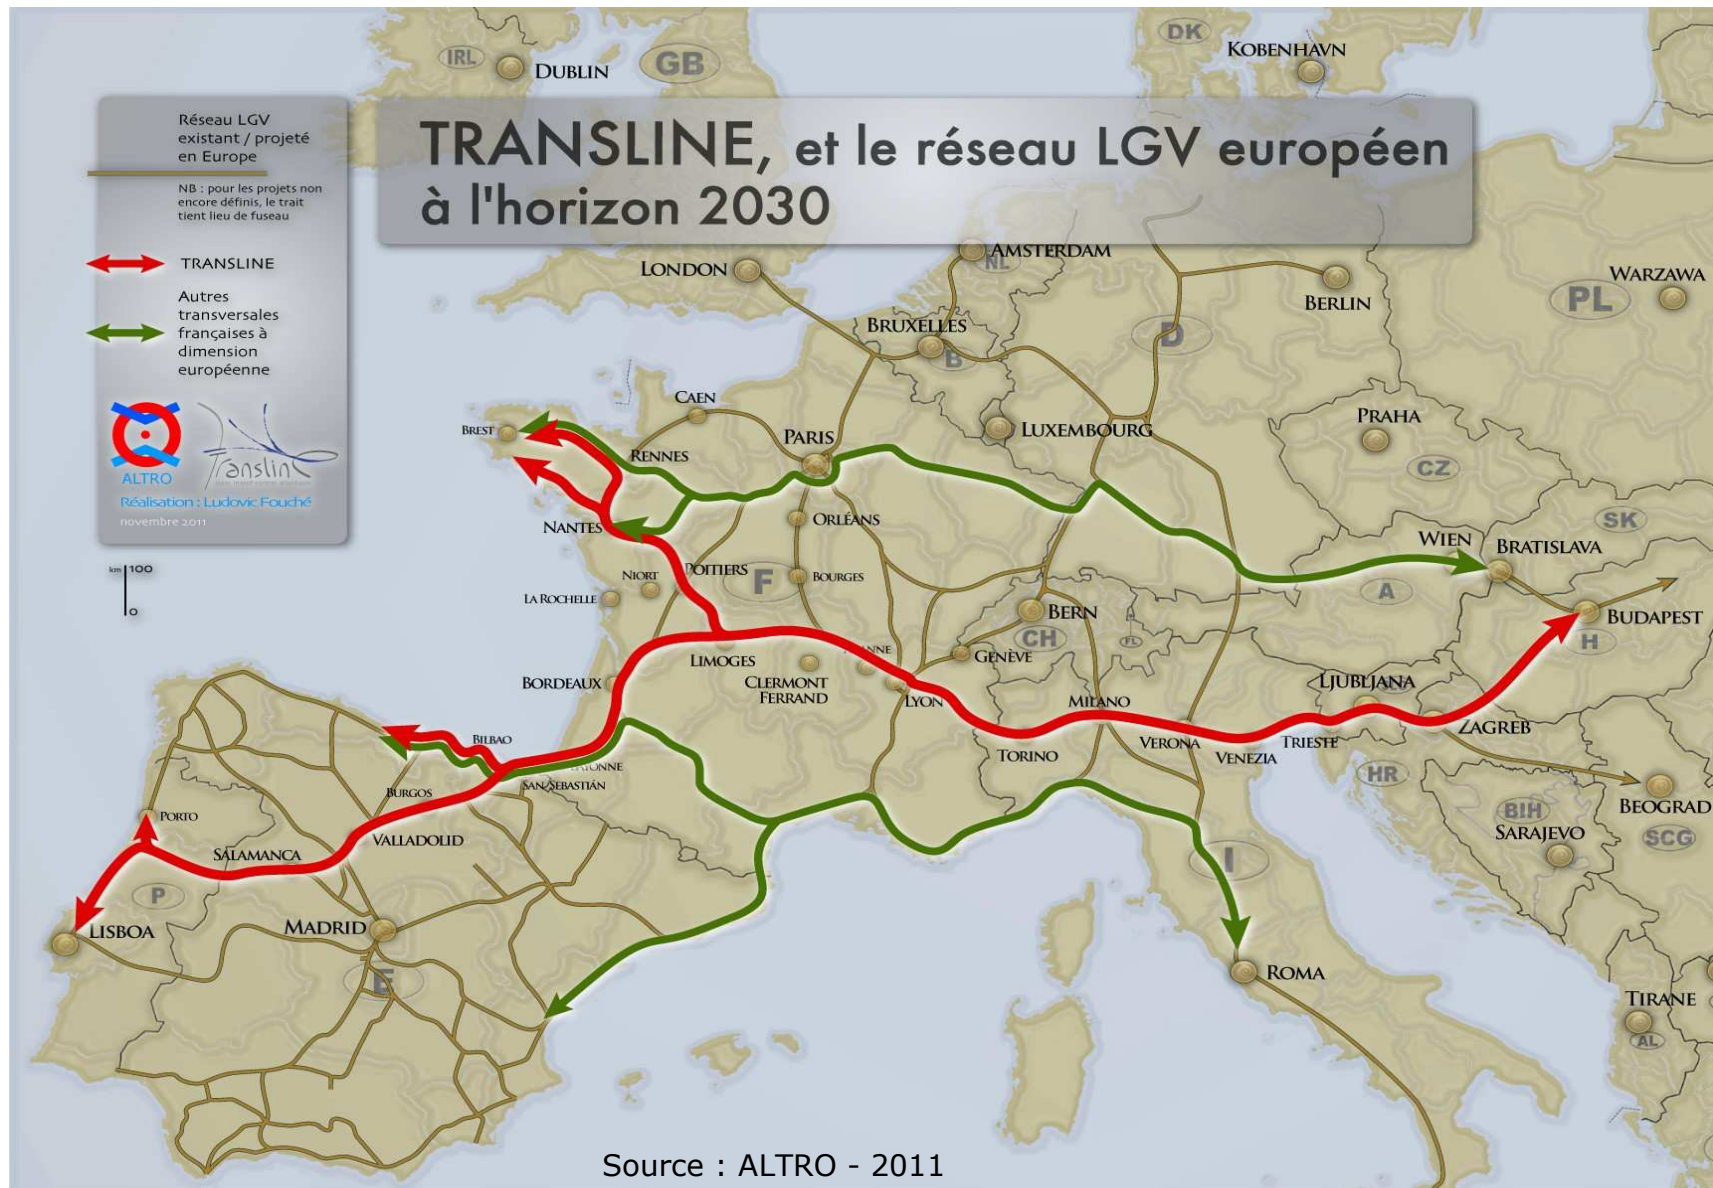 IRL
DUBLIN
GB
DK
KOBENHAVN
Réseau LGV
existant / projeté
en Europe
NB : pour les projets non
encore définis, le trait
tient lieu de fuseau
TRANSLINE
Autres
transversales
françaises à
dimension
européenne
ALTRO
Réalisation : Ludovic Fouché
novembre 2011
km 100
0
TRANSLINE, et le réseau LGV européen
à l'horizon 2030
LONDON
AMSTERDAM
NL
BERLIN
WARZAWA
PL
BRUXELLES
B
D
CAEN
BREST
PARIS
LUXEMBOURG
PRAHA
CZ
RENNES
ORLÉANS
NANTES
SK
WIEN
BRATISLAVA
POITIERS
NIORT
F
BOURGES
LA ROCHELLE
BERN
CH
FL
A
BUDAPEST
H
LIMOGES
GENÈVE
BORDEAUX
CLERMONT
FERRAND
LYON
MILANO
LJUBLJANA
ZAGREB
BILBAO
TORINO
VERONA
VENEZIA
TRIESTE
HR
BURGOS
SAN SEBASTIÁN
BEOGRAD
BIH
SARAJEVO
SCG
PORTO
VALLADOLID
SALAMANCA
I
P
LISBOA
MADRID
E
ROMA
TIRANE
AL
Source : ALTRO - 2011